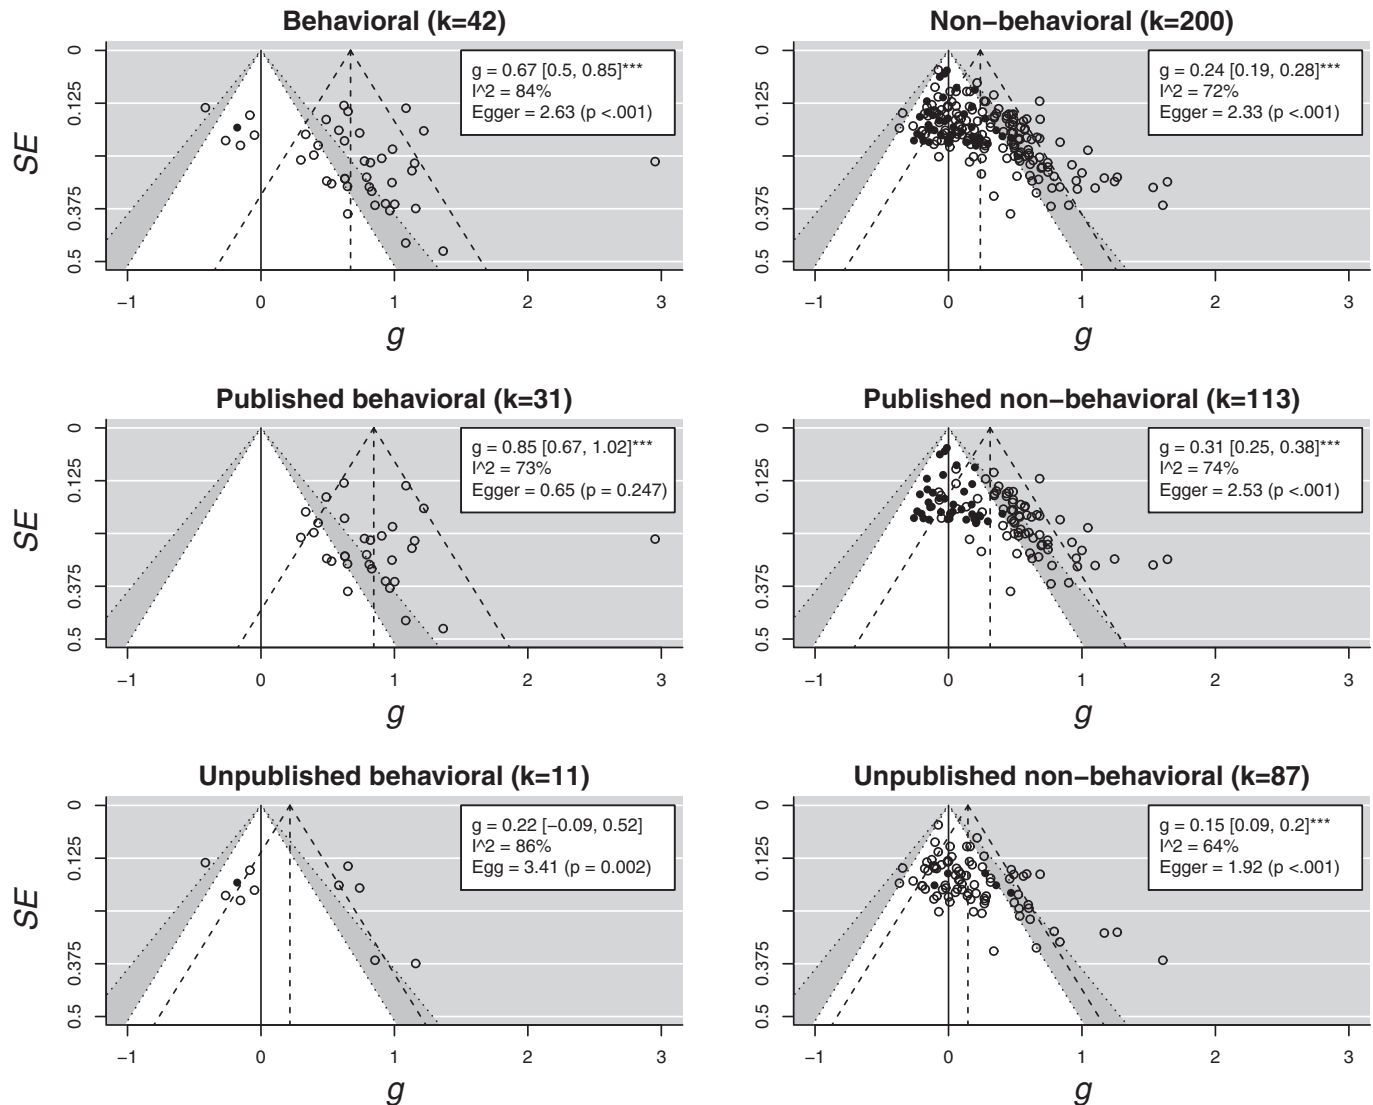 Behavioral (k=42)
g = 0.67 [0.5, 0.85]***
I^2 = 84%
Egger = 2.63 (p <.001)
SE
0
0.125
0.375
0.5
−1 0 1 2 3
g
Non−behavioral (k=200)
g = 0.24 [0.19, 0.28]***
I^2 = 72%
Egger = 2.33 (p <.001)
0
0.125
0.375
0.5
−1 0 1 2 3
g
Published behavioral (k=31)
g = 0.85 [0.67, 1.02]***
I^2 = 73%
Egger = 0.65 (p = 0.247)
SE
0
0.125
0.375
0.5
−1 0 1 2 3
g
Published non−behavioral (k=113)
g = 0.31 [0.25, 0.38]***
I^2 = 74%
Egger = 2.53 (p <.001)
0
0.125
0.375
0.5
−1 0 1 2 3
g
Unpublished behavioral (k=11)
g = 0.22 [−0.09, 0.52]
I^2 = 86%
Egg = 3.41 (p = 0.002)
SE
0
0.125
0.375
0.5
−1 0 1 2 3
g
Unpublished non−behavioral (k=87)
g = 0.15 [0.09, 0.2]***
I^2 = 64%
Egger = 1.92 (p <.001)
0
0.125
0.375
0.5
−1 0 1 2 3
g